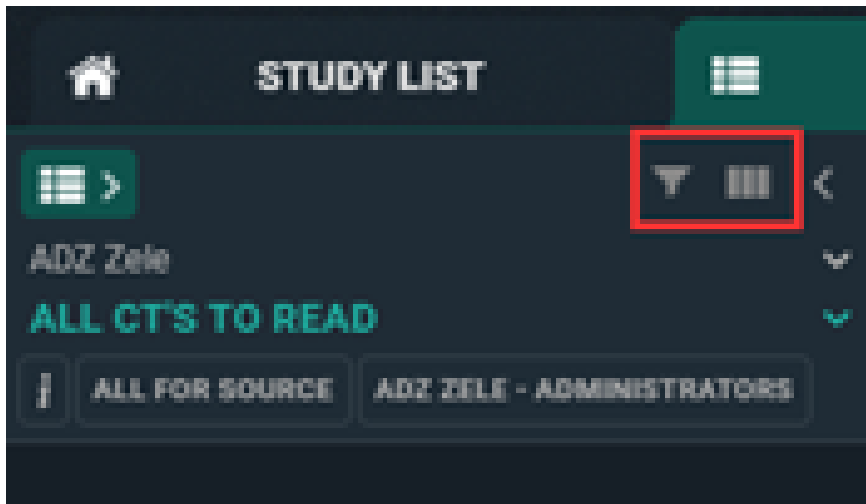 STUDY LIST
ADZ Zele
ALL CT'S TO READ
i ALL FOR SOURCE ADZ ZELE - ADMINISTRATORS